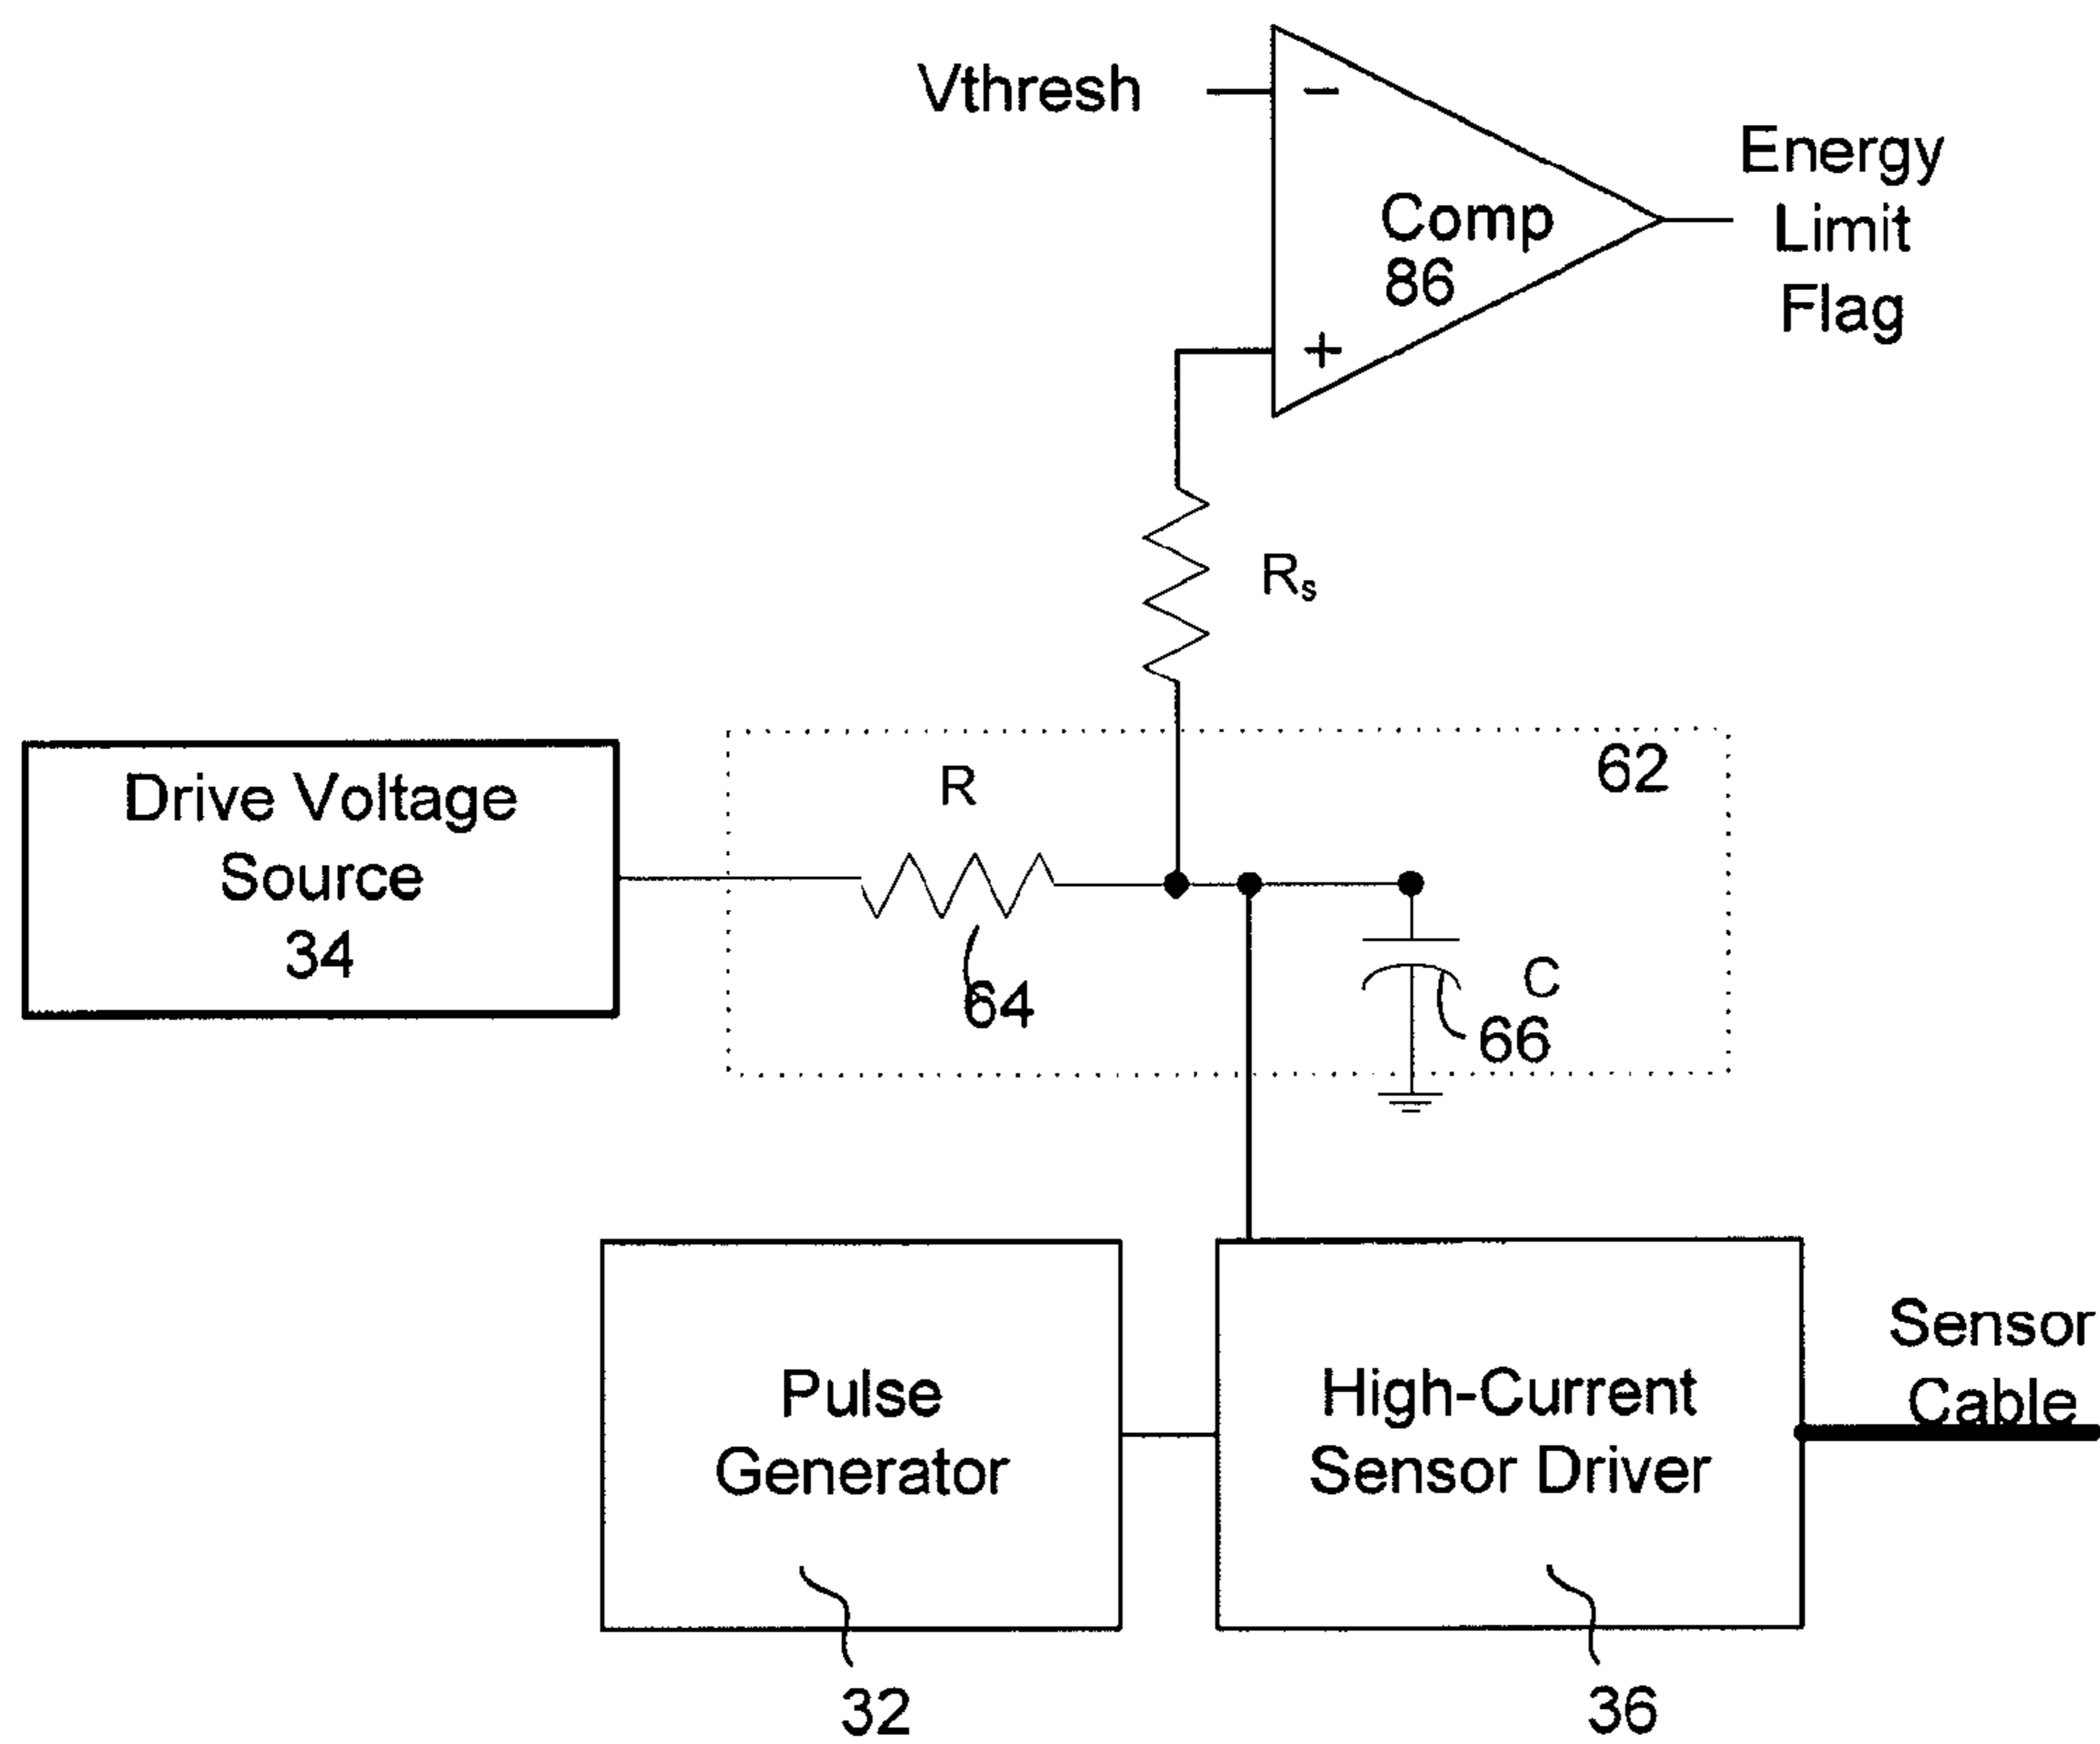 Vthresh
−
+
Comp
86
Energy
Limit
Flag
Rs
Drive Voltage
Source
34
R
64
62
C
66
Pulse
Generator
32
High-Current
Sensor Driver
36
Sensor
Cable